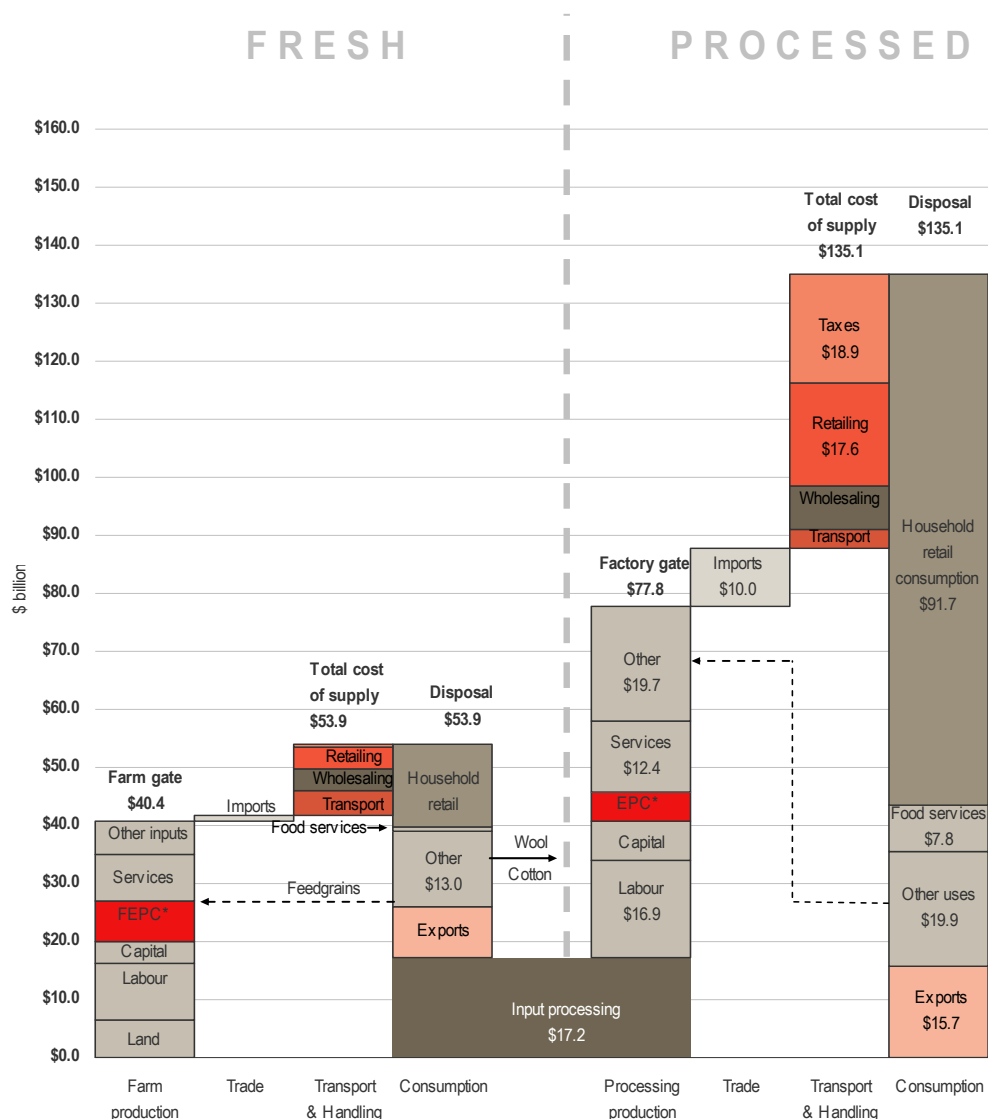 FRESH
PROCESSED
$160.0
$150.0
$140.0
$130.0
$120.0
$110.0
$100.0
$90.0
$80.0
$70.0
$60.0
$50.0
$40.0
$30.0
$20.0
$10.0
$0.0
$ billion
Farm gate
$40.4
Other inputs
Services
FEPC*
Capital
Labour
Land
Imports
Total cost
of supply
$53.9
Retailing
Wholesaling
Transport
Food services
Feedgrains
Disposal
$53.9
Household
retail
Other
$13.0
Exports
Wool
Cotton
Input processing
$17.2
Factory gate
$77.8
Other
$19.7
Services
$12.4
EPC*
Capital
Labour
$16.9
Imports
$10.0
Total cost
of supply
$135.1
Taxes
$18.9
Retailing
$17.6
Wholesaling
Transport
Disposal
$135.1
Household
retail
consumption
$91.7
Food services
$7.8
Other uses
$19.9
Exports
$15.7
Farm
production
Trade
Transport
& Handling
Consumption
Processing
production
Trade
Transport
& Handling
Consumption